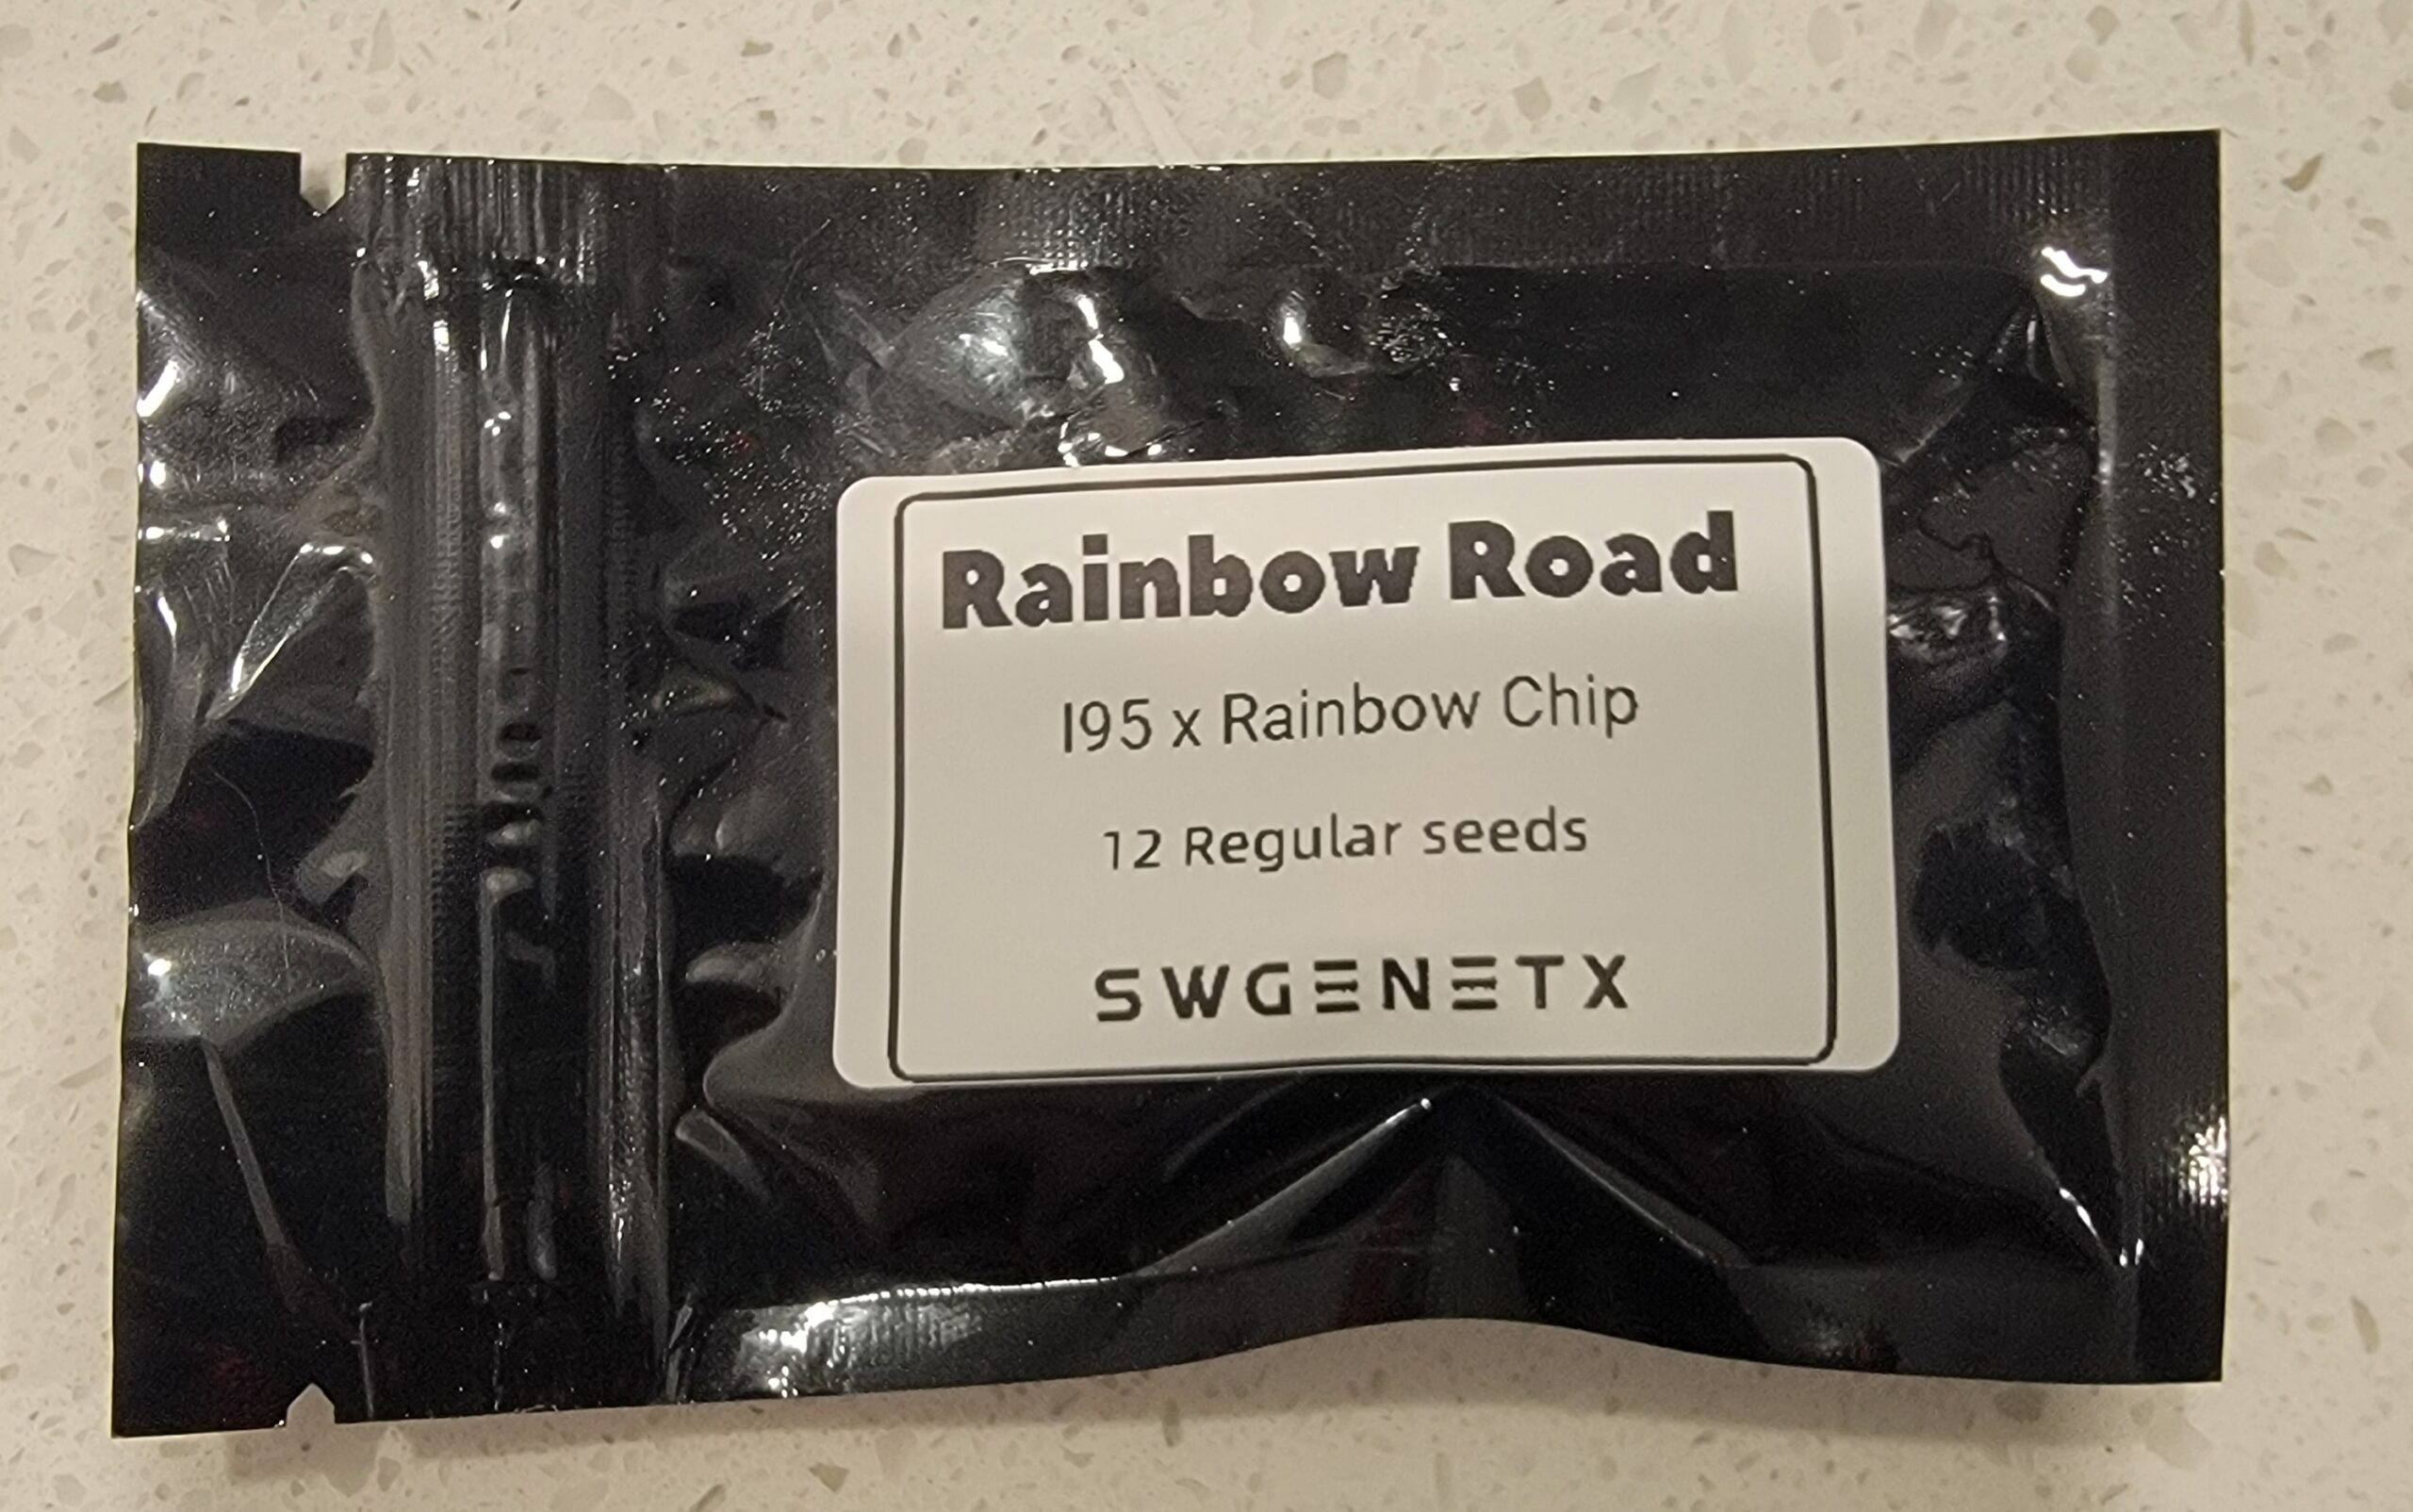 Rainbow Road
I95 x Rainbow Chip
12 Regular seeds
SWGENETX